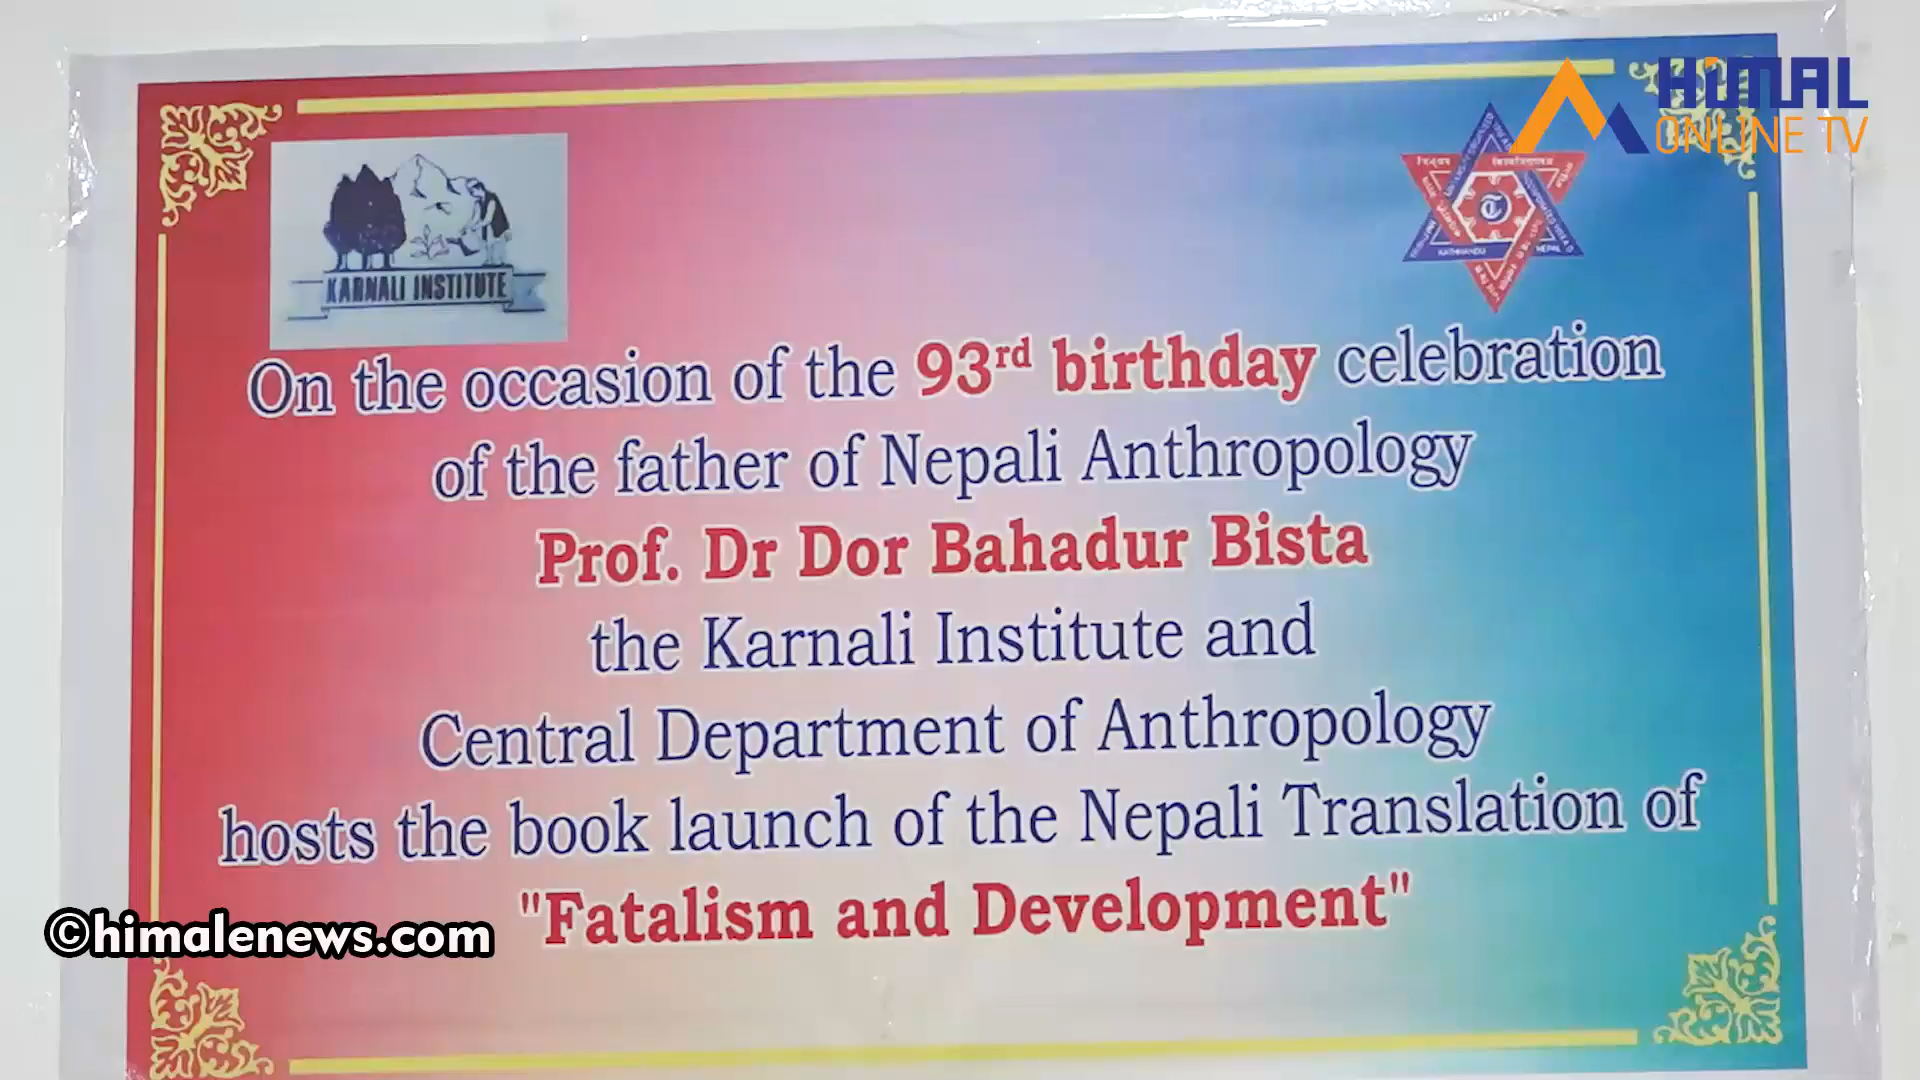 HiMAL
ONLINE TV
KARNALI INSTITUTE
KATHMANDU
NEPAL
On the occasion of the 93rd birthday celebration
of the father of Nepali Anthropology
Prof. Dr Dor Bahadur Bista
the Karnali Institute and
Central Department of Anthropology
hosts the book launch of the Nepali Translation of
"Fatalism and Development"
©himalenews.com